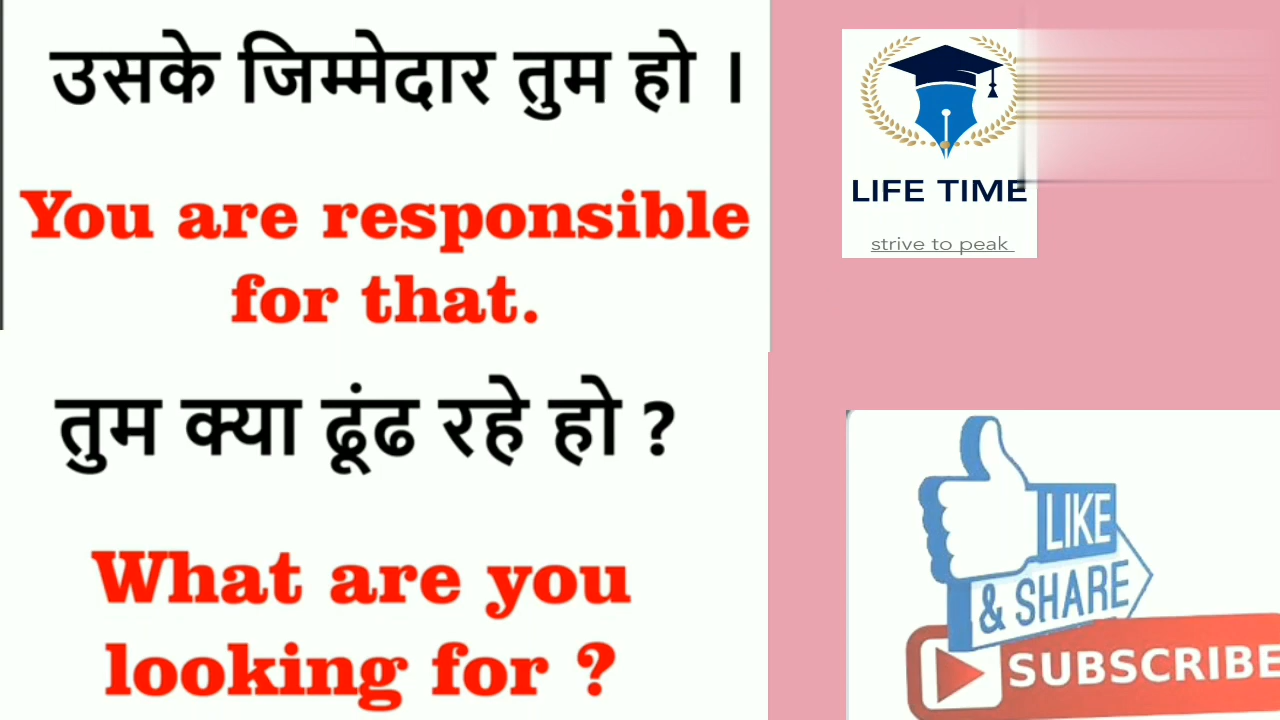 उसके जिम्मेदार तुम हो ।
You are responsible
for that.
तुम क्या ढूंढ रहे हो ?
What are you
looking for ?
LIFE TIME
strive to peak
LIKE
& SHARE
SUBSCRIBE